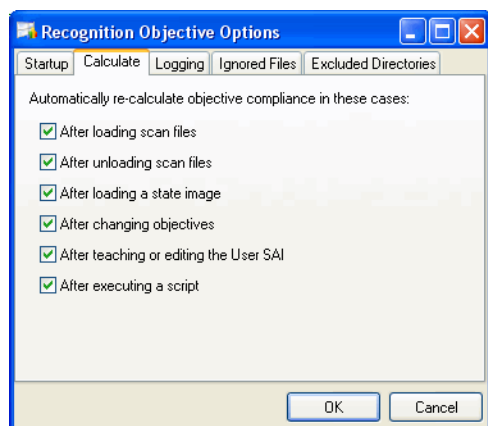 Recognition Objective Options
Startup Calculate Logging Ignored Files Excluded Directories
Automatically re-calculate objective compliance in these cases:
After loading scan files
After unloading scan files
After loading a state image
After changing objectives
After teaching or editing the User SAI
After executing a script
OK Cancel